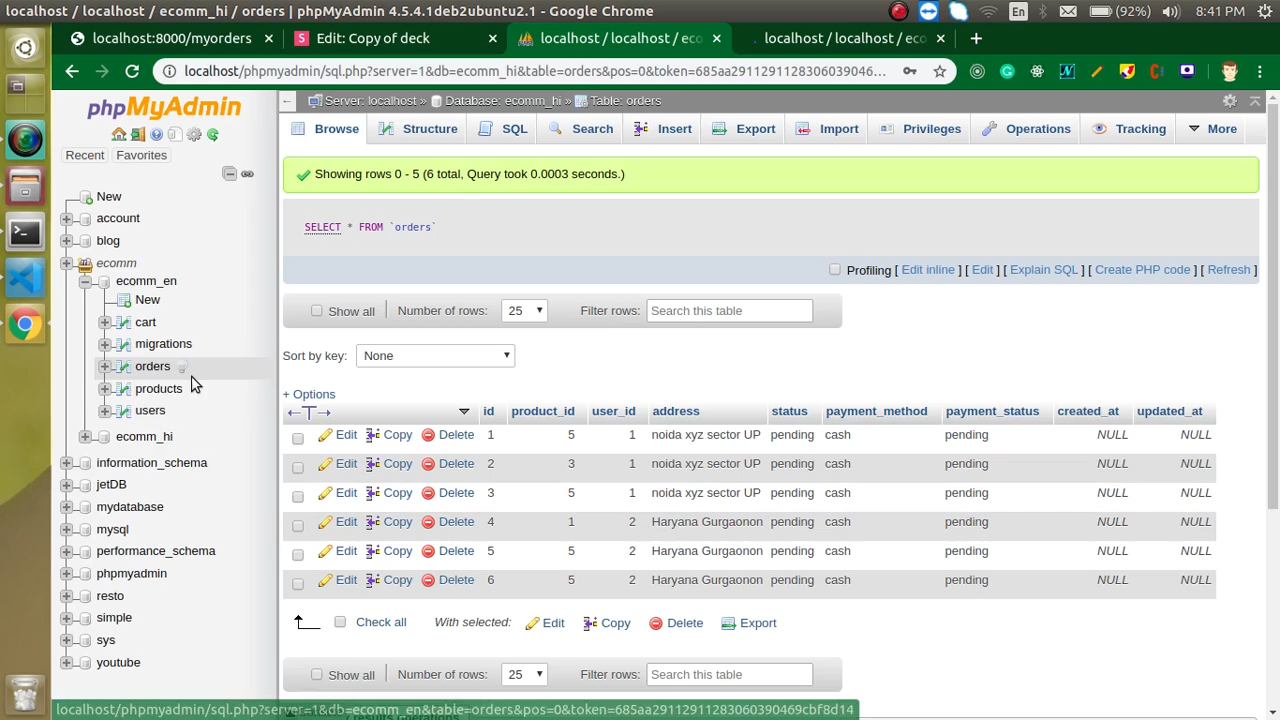 localhost / localhost / ecomm_hi / orders | phpMyAdmin 4.5.4.1deb2ubuntu2.1 - Google Chrome
En
(92%)
8:41 PM
localhost:8000/myorders
Edit: Copy of deck
localhost / localhost / eco
localhost / localhost / eco
localhost/phpmyadmin/sql.php?server=1&db=ecomm_hi&table=orders&pos=0&token=685aa2911291128306039046...
phpMyAdmin
Recent
Favorites
New
account
blog
ecomm
ecomm_en
New
cart
migrations
orders
products
users
ecomm_hi
information_schema
jetDB
mydatabase
mysql
performance_schema
phpmyadmin
resto
simple
sys
youtube
Server: localhost » Database: ecomm_hi » Table: orders
Browse Structure SQL Search Insert Export Import Privileges Operations Tracking More
Showing rows 0 - 5 (6 total, Query took 0.0003 seconds.)
SELECT * FROM `orders`
Profiling [ Edit inline ] [ Edit ] [ Explain SQL ] [ Create PHP code ] [ Refresh ]
Show all Number of rows: 25 Filter rows: Search this table
Sort by key: None
+ Options
←T→ id product_id user_id address status payment_method payment_status created_at updated_at
Edit Copy Delete 1 5 1 noida xyz sector UP pending cash pending NULL NULL
Edit Copy Delete 2 3 1 noida xyz sector UP pending cash pending NULL NULL
Edit Copy Delete 3 5 1 noida xyz sector UP pending cash pending NULL NULL
Edit Copy Delete 4 1 2 Haryana Gurgaonon pending cash pending NULL NULL
Edit Copy Delete 5 5 2 Haryana Gurgaonon pending cash pending NULL NULL
Edit Copy Delete 6 5 2 Haryana Gurgaonon pending cash pending NULL NULL
Check all With selected: Edit Copy Delete Export
Show all Number of rows: 25 Filter rows: Search this table
localhost/phpmyadmin/sql.php?server=1&db=ecomm_en&table=orders&pos=0&token=685aa2911291128306039​0469cbf8d14